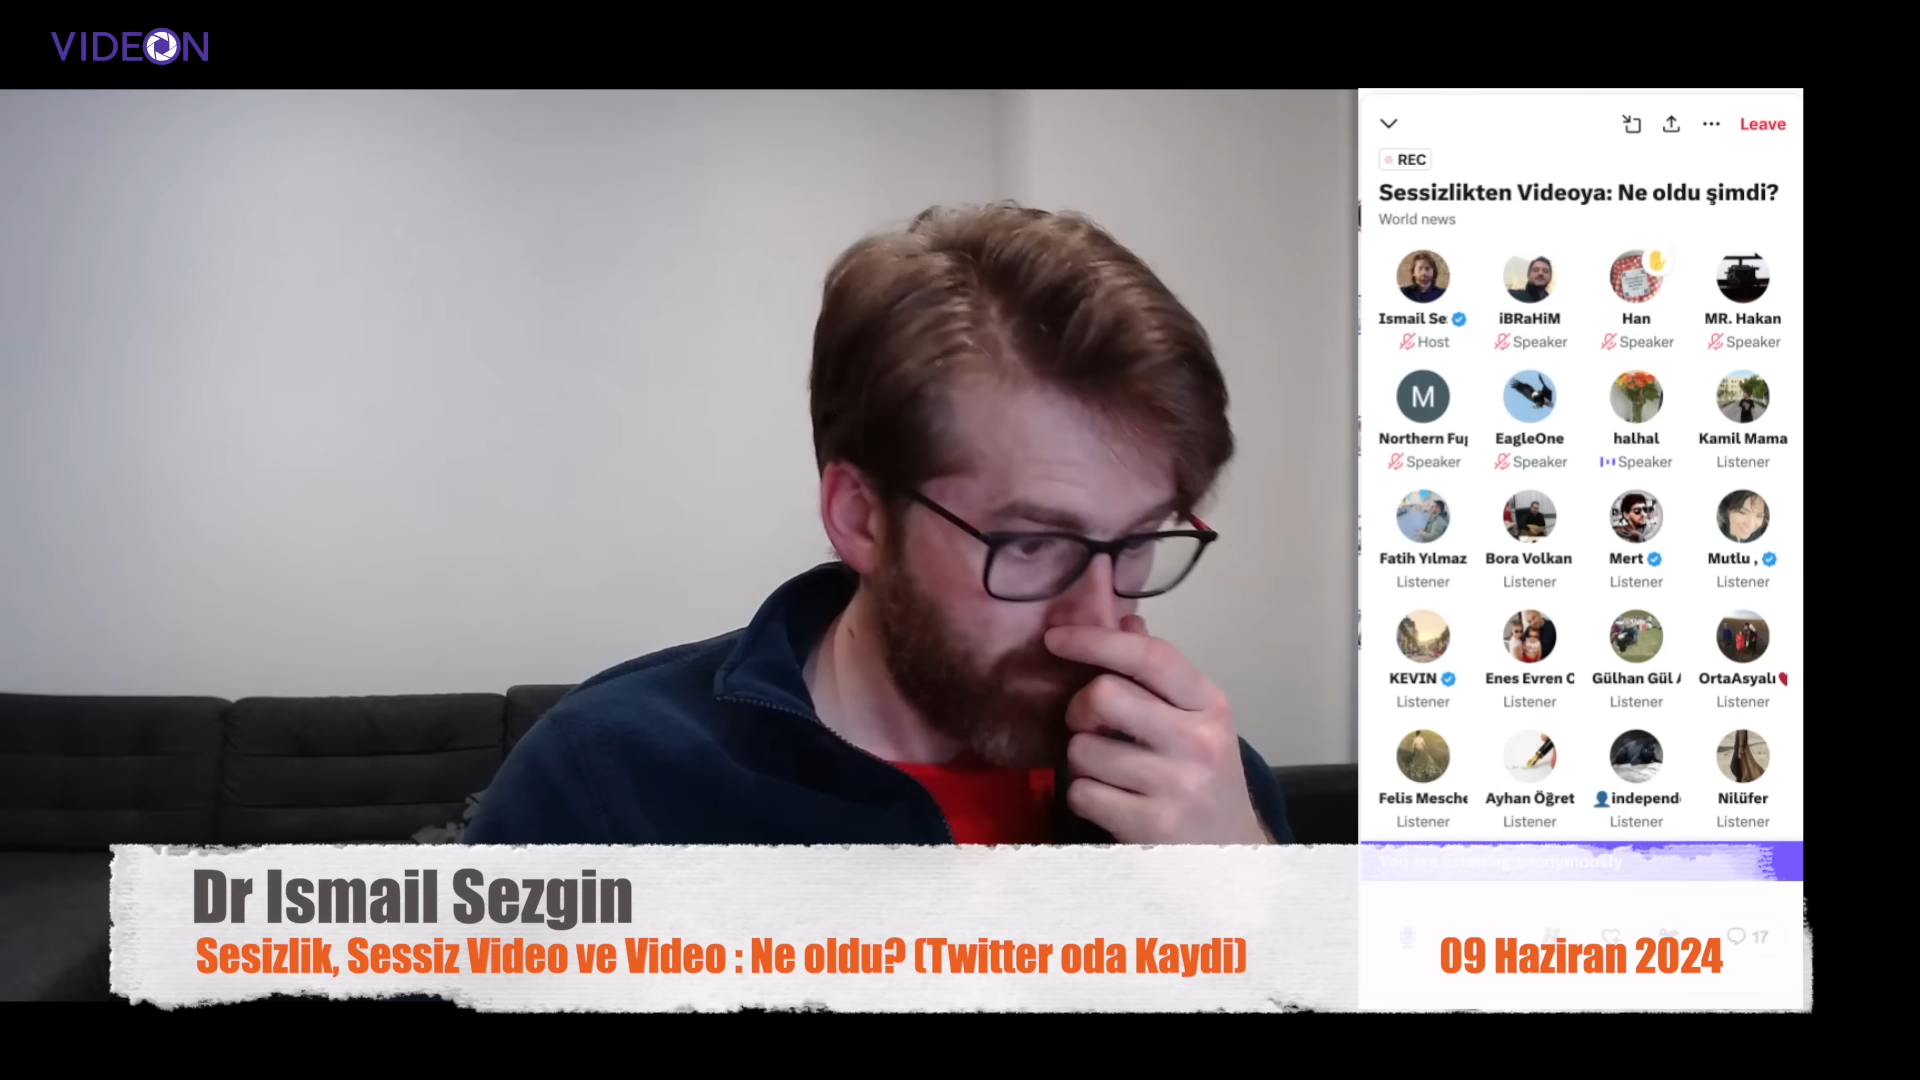 VIDEON
Leave
REC
Sessizlikten Videoya: Ne oldu şimdi?
World news
Ismail Se iBRaHiM Han MR. Hakan
Host Speaker Speaker Speaker
M
Northern Fu EagleOne halhal Kamil Mama
Speaker Speaker Speaker Listener
Fatih Yılmaz Bora Volkan Mert Mutlu ,
Listener Listener Listener Listener
KEVIN Enes Evren Gülhan Gül OrtaAsyalı
Listener Listener Listener Listener
Felis Mesche Ayhan Öğret independ Nilüfer
Listener Listener Listener Listener
You are listening anonymously
17
Dr Ismail Sezgin
Sesizlik, Sessiz Video ve Video : Ne oldu? (Twitter oda Kaydi)
09 Haziran 2024